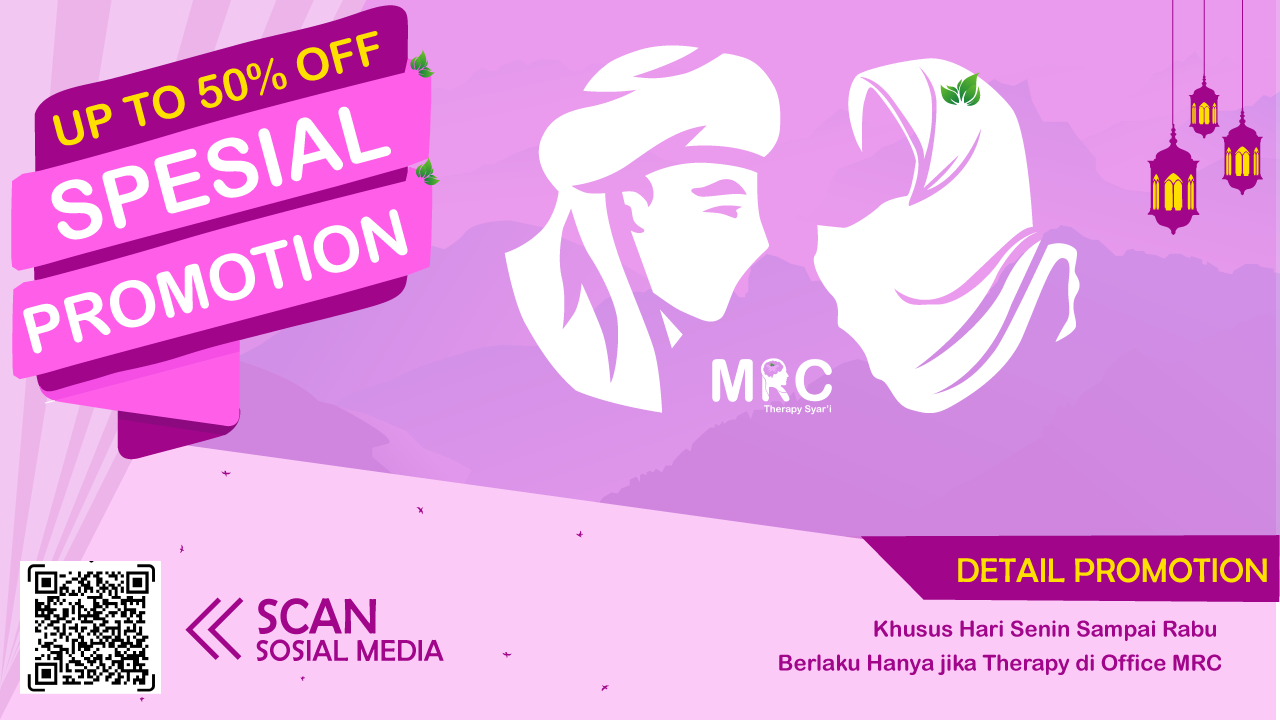 UP TO 50% OFF
SPESIAL
PROMOTION
MRC
Therapy Syar'i
DETAIL PROMOTION
Khusus Hari Senin Sampai Rabu
Berlaku Hanya jika Therapy di Office MRC
SCAN
SOSIAL MEDIA